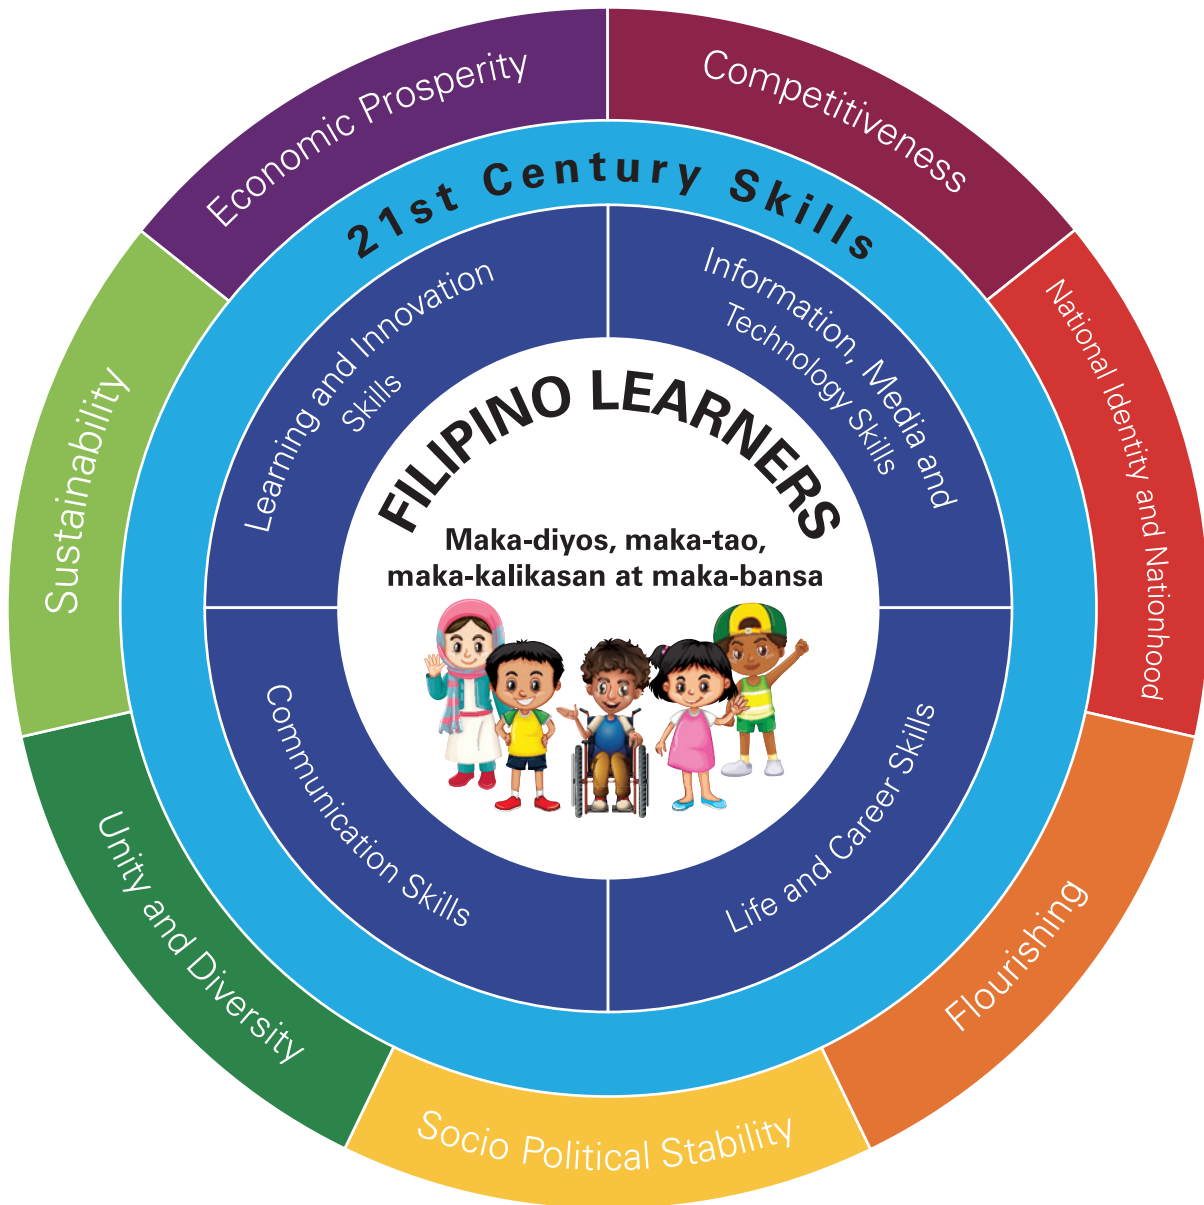 Economic Prosperity
Competitiveness
National Identity and Nationhood
Flourishing
Socio Political Stability
Unity and Diversity
Sustainability
21st Century Skills
Learning and Innovation
Skills
Information, Media and
Technology Skills
Life and Career Skills
Communication Skills
FILIPINO LEARNERS
Maka-diyos, maka-tao,
maka-kalikasan at maka-bansa